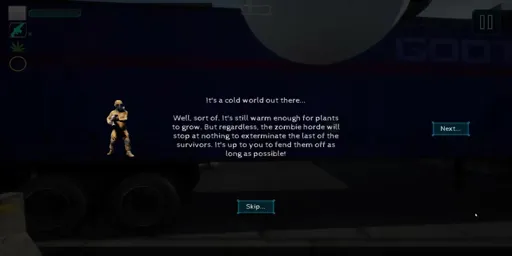 GOD
It's a cold world out there...
Well, sort of. It's still warm enough for plants
to grow. But regardless, the zombie horde will
stop at nothing to exterminate the last of the
survivors. It's up to you to fend them off as
long as possible!
Next...
Skip...